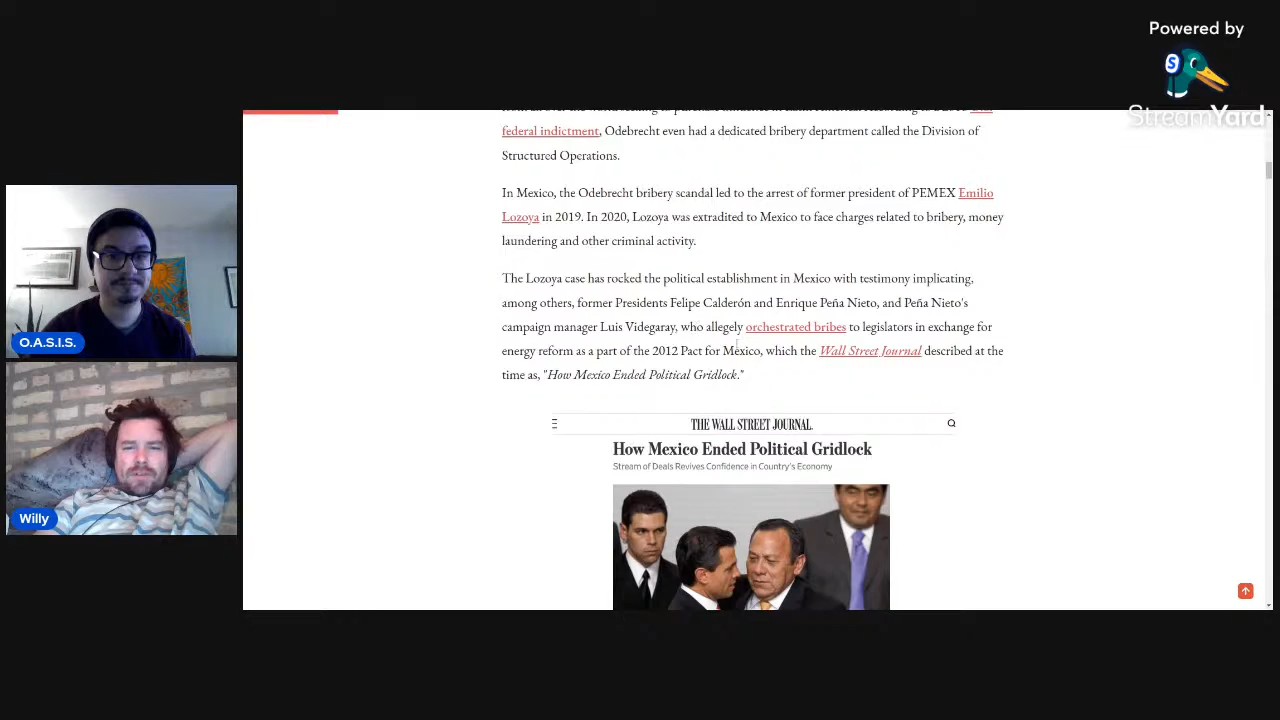 Powered by
StreamYard
federal indictment, Odebrecht even had a dedicated bribery department called the Division of
Structured Operations.
In Mexico, the Odebrecht bribery scandal led to the arrest of former president of PEMEX Emilio
Lozoya in 2019. In 2020, Lozoya was extradited to Mexico to face charges related to bribery, money
laundering and other criminal activity.
The Lozoya case has rocked the political establishment in Mexico with testimony implicating,
among others, former Presidents Felipe Calderón and Enrique Peña Nieto, and Peña Nieto's
campaign manager Luis Videgaray, who allegedly orchestrated bribes to legislators in exchange for
energy reform as a part of the 2012 Pact for Mexico, which the Wall Street Journal described at the
time as, "How Mexico Ended Political Gridlock."
THE WALL STREET JOURNAL.
How Mexico Ended Political Gridlock
Stream of Deals Revives Confidence in Country's Economy
O.A.S.I.S.
Willy